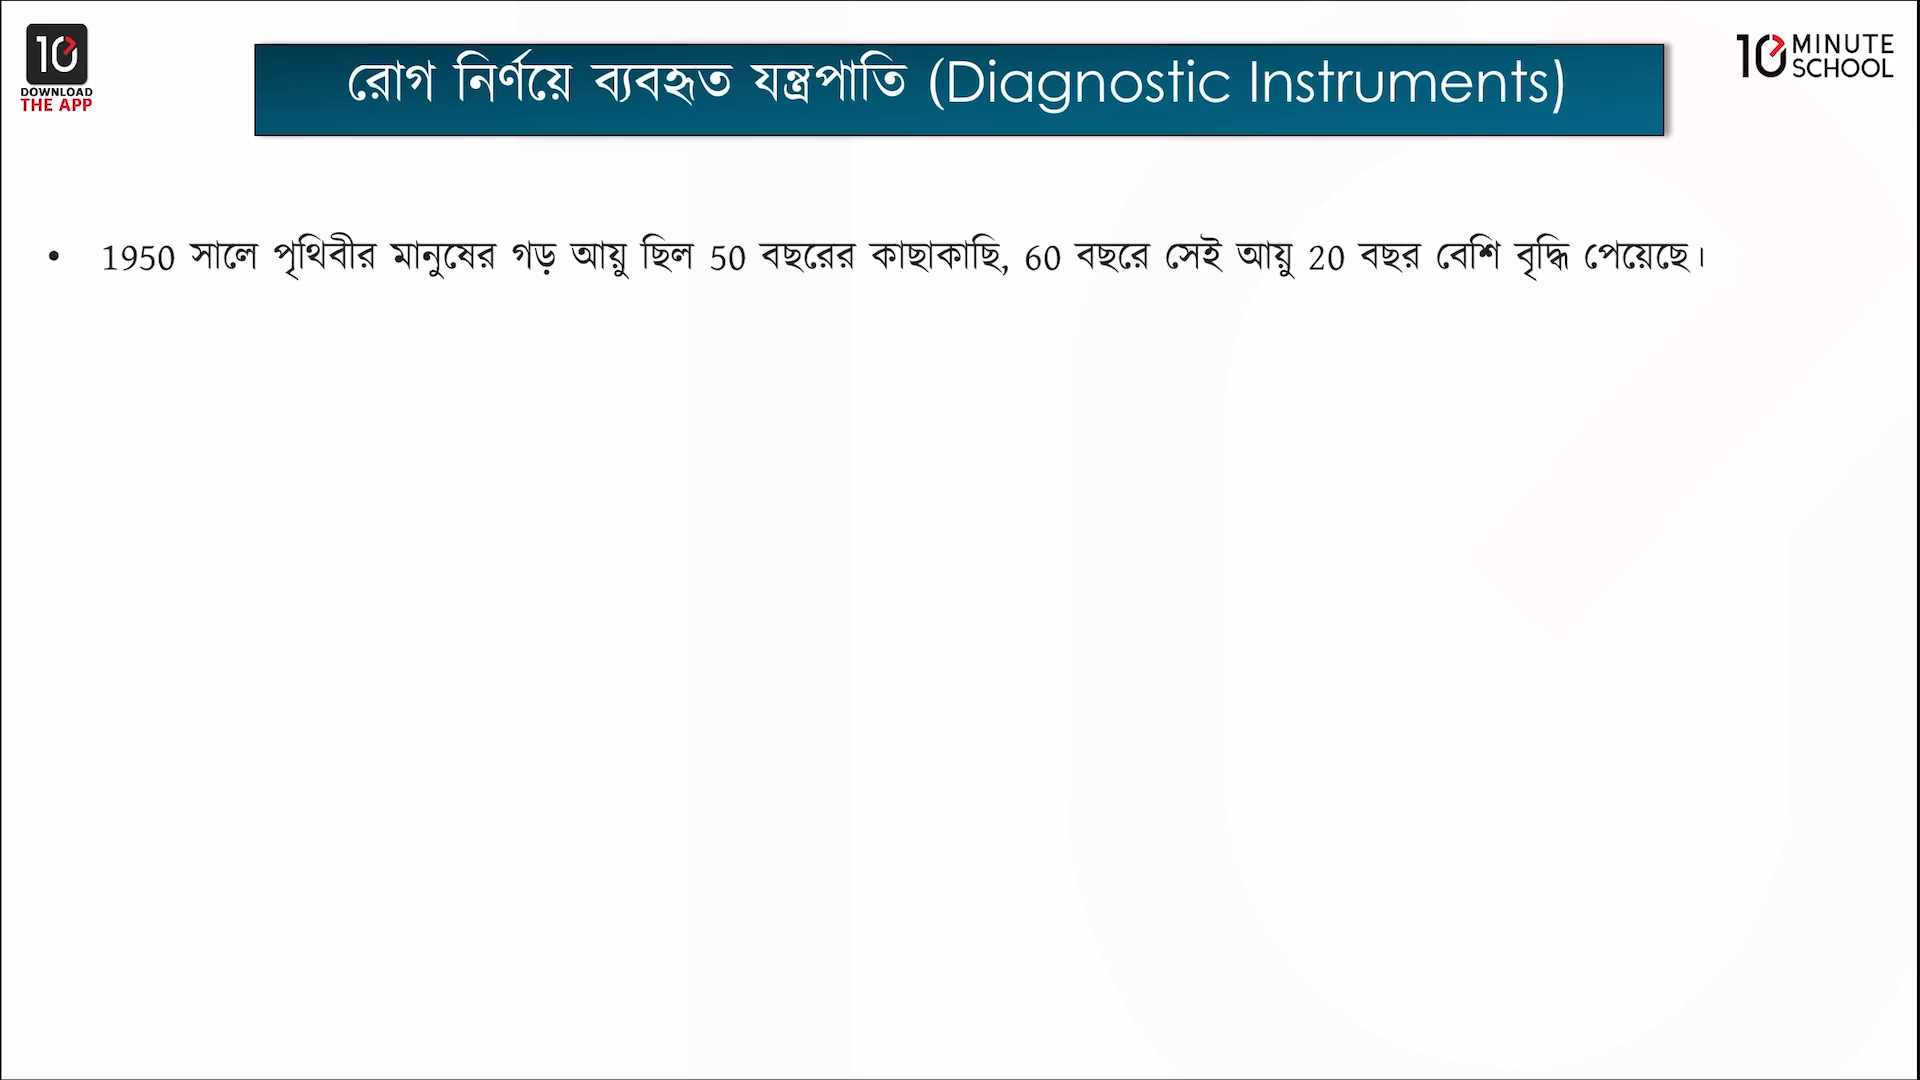 10
DOWNLOAD
THE APP
রোগ নির্ণয়ে ব্যবহৃত যন্ত্রপাতি (Diagnostic Instruments)
10 MINUTE
SCHOOL
• 1950 সালে পৃথিবীর মানুষের গড় আয়ু ছিল 50 বছরের কাছাকাছি, 60 বছরে সেই আয়ু 20 বছর বেশি বৃদ্ধি পেয়েছে।